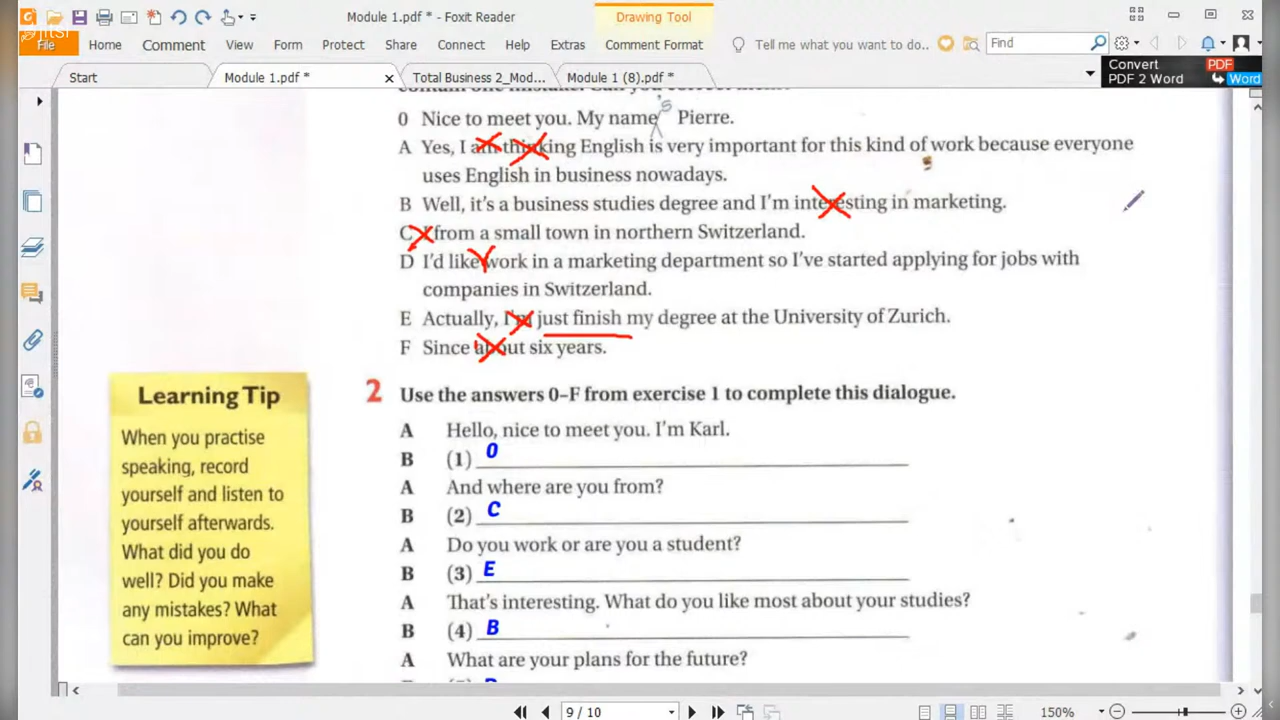 Module 1.pdf * - Foxit Reader
Drawing Tool
File
Home
Comment
View
Form
Protect
Share
Connect
Help
Extras
Comment Format
Tell me what you want to do..
Find
Start
Module 1.pdf *
Total Business 2_Mod...
Module 1 (8).pdf *
Convert PDF
PDF 2 Word Word
contain one mistake. Can you correct them?
0 Nice to meet you. My name 's Pierre.
A Yes, I am thinking English is very important for this kind of work because everyone
uses English in business nowadays.
B Well, it's a business studies degree and I'm interesting in marketing.
C I from a small town in northern Switzerland.
D I'd like work in a marketing department so I've started applying for jobs with
companies in Switzerland.
E Actually, I'm just finish my degree at the University of Zurich.
F Since about six years.
Learning Tip
When you practise
speaking, record
yourself and listen to
yourself afterwards.
What did you do
well? Did you make
any mistakes? What
can you improve?
2 Use the answers 0–F from exercise 1 to complete this dialogue.
A Hello, nice to meet you. I'm Karl.
B (1) 0
A And where are you from?
B (2) C
A Do you work or are you a student?
B (3) E
A That's interesting. What do you like most about your studies?
B (4) B
A What are your plans for the future?
9 / 10
150%